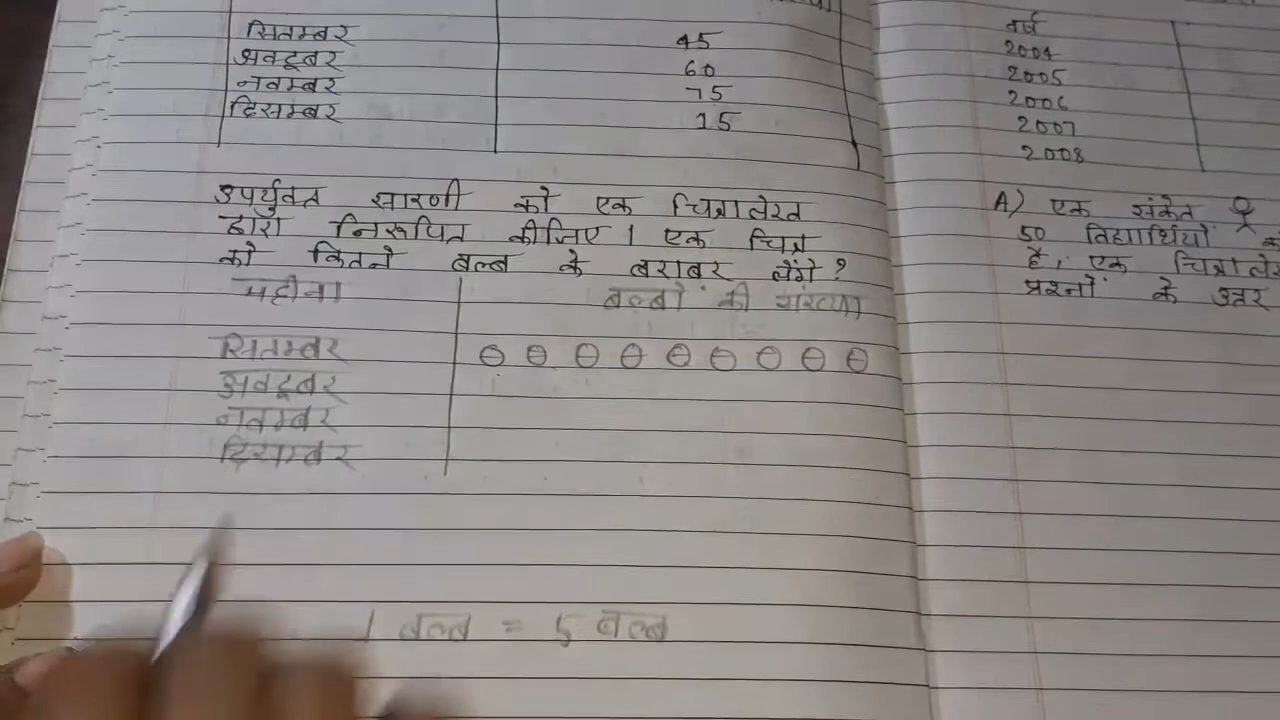 सितम्बर 45
अक्टूबर 60
नवम्बर 75
दिसम्बर 15
उपर्युक्त सारणी को एक चित्रालेख
द्वारा निरूपित कीजिए। एक चित्र
को कितने बल्ब के बराबर लेंगे?
महीना बल्बों की संख्या
सितम्बर
अक्टूबर
नवम्बर
दिसम्बर
1 बल्ब = 5 बल्ब
वर्ष
2004
2005
2006
2007
2008
A) एक संकेत
50 विद्यार्थियों
है, एक
प्रश्नों के उत्तर